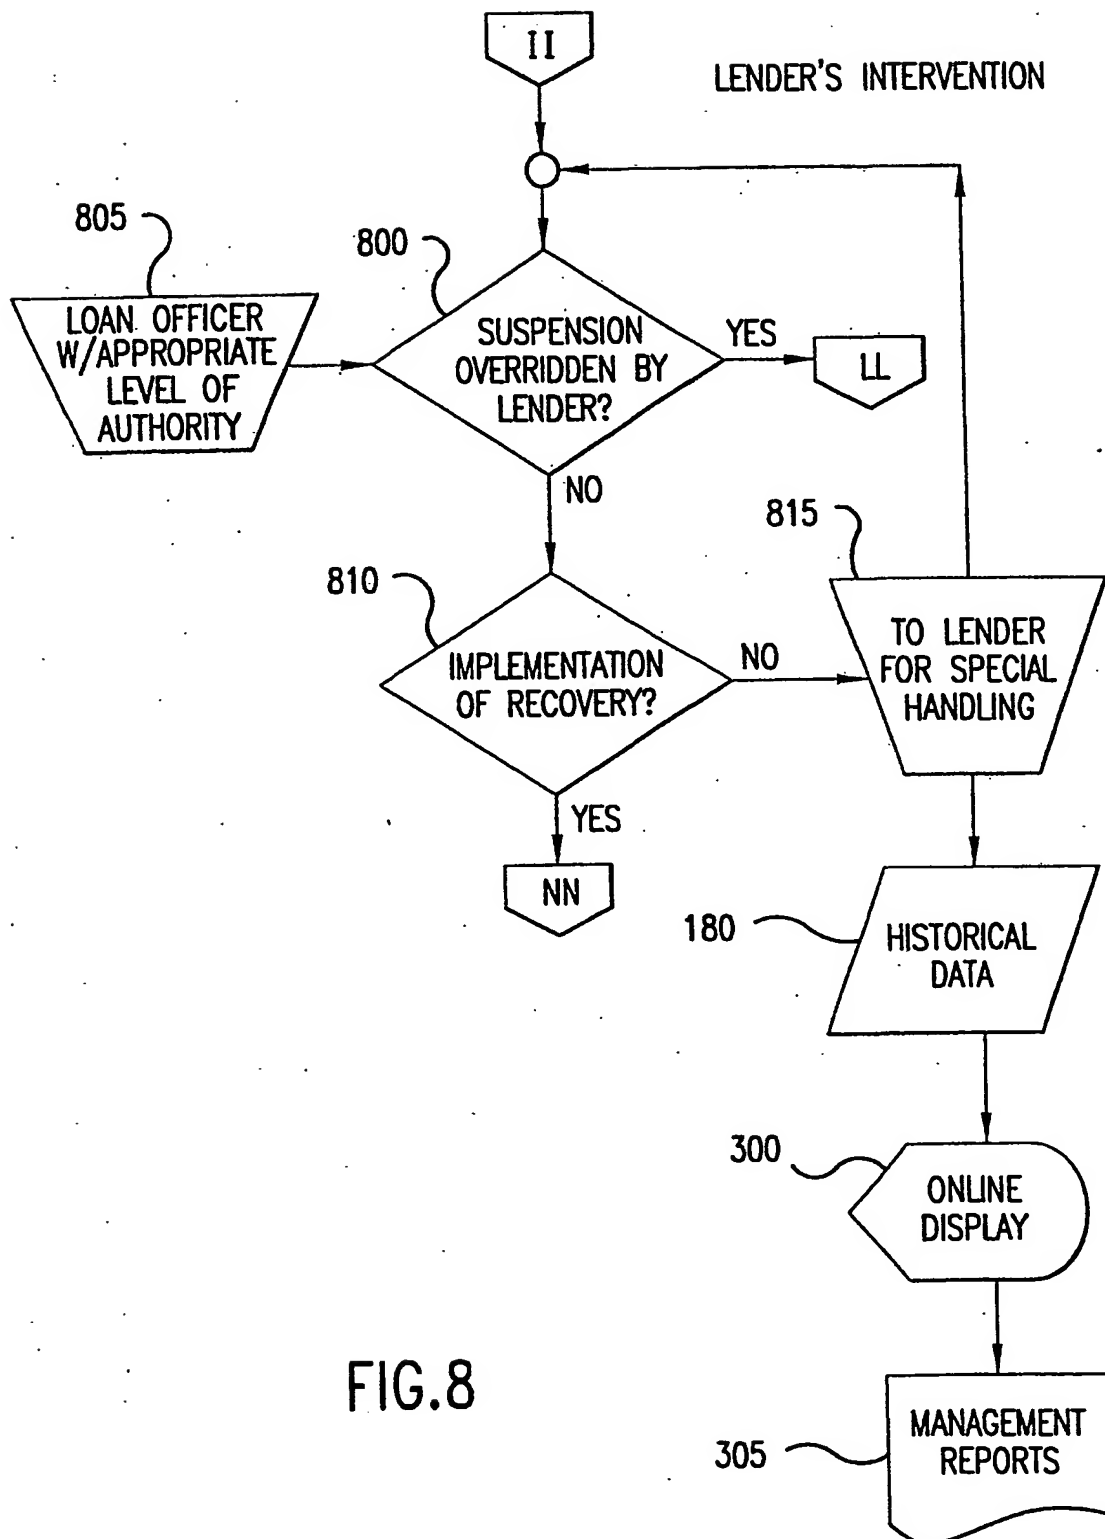 II
LENDER'S INTERVENTION
805
LOAN OFFICER
W/APPROPRIATE
LEVEL OF
AUTHORITY
800
SUSPENSION
OVERRIDDEN BY
LENDER?
YES
LL
NO
810
IMPLEMENTATION
OF RECOVERY?
NO
815
TO LENDER
FOR SPECIAL
HANDLING
YES
NN
180
HISTORICAL
DATA
300
ONLINE
DISPLAY
305
MANAGEMENT
REPORTS
FIG.8